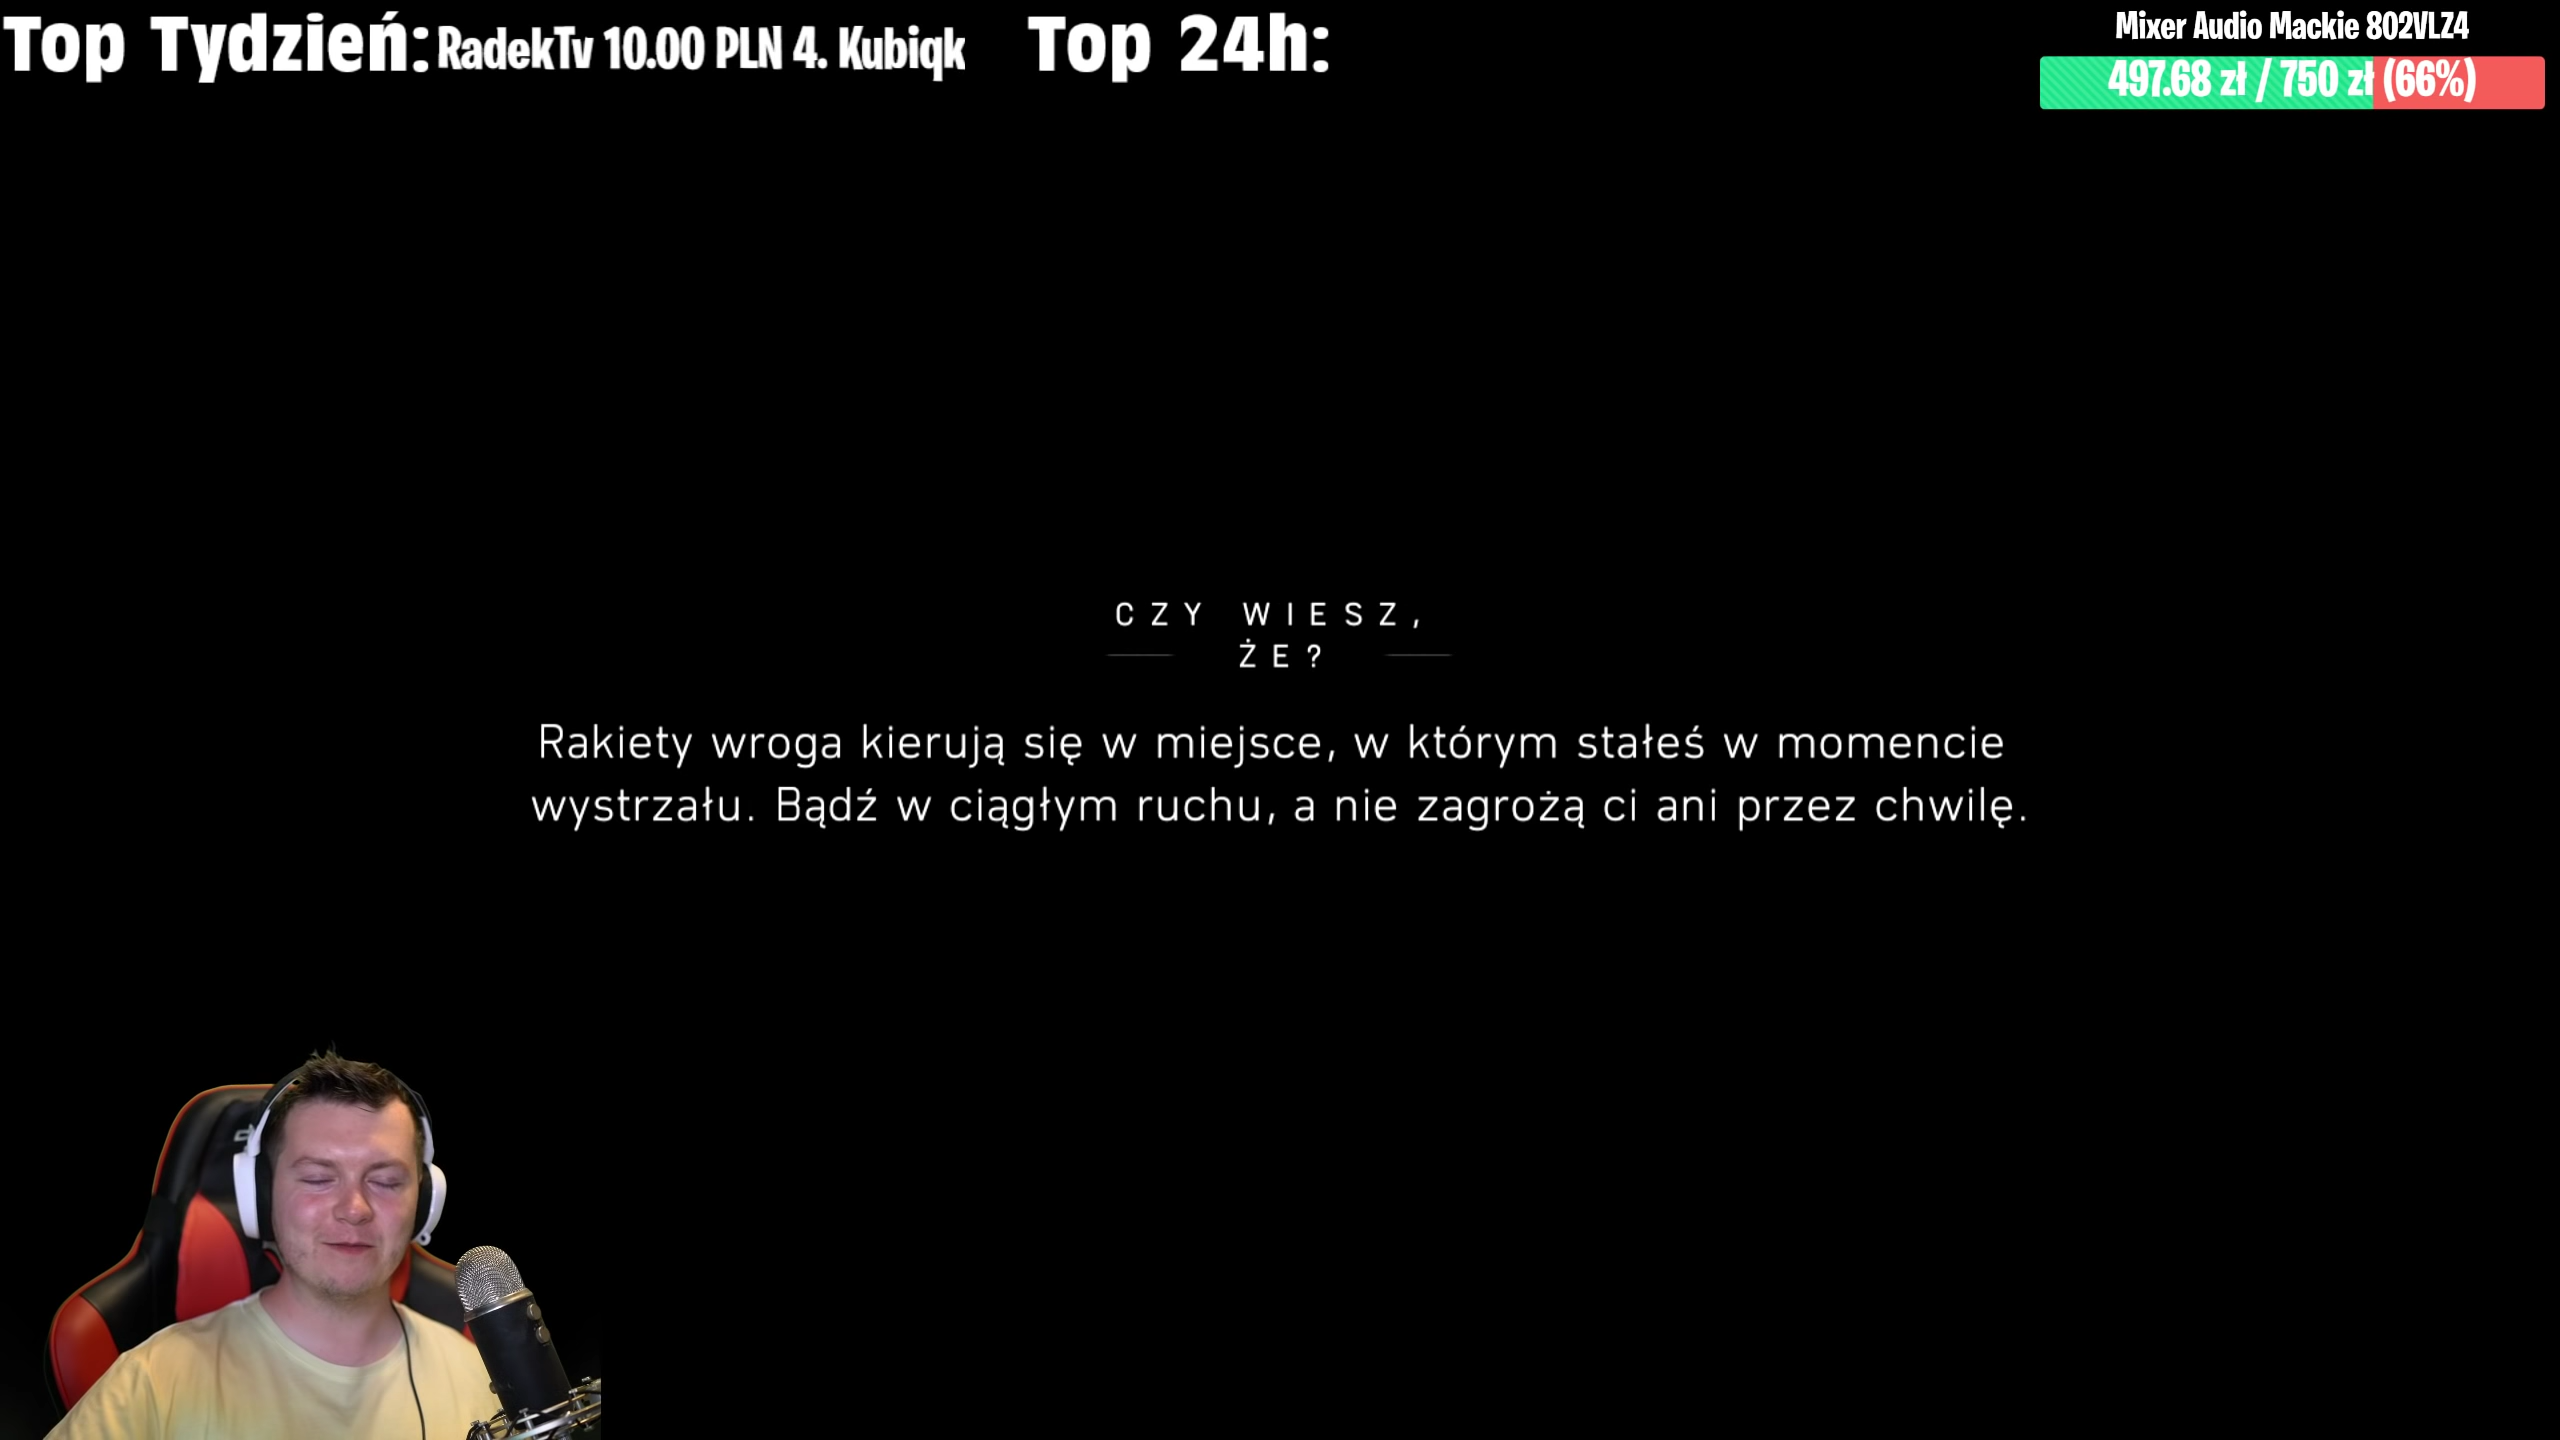 Top Tydzień: RadekTv 10.00 PLN 4. Kubiqk Top 24h:
Mixer Audio Mackie 802VLZ4
497.68 zł / 750 zł (66%)
CZY WIESZ,
ŻE?
Rakiety wroga kierują się w miejsce, w którym stałeś w momencie
wystrzału. Bądź w ciągłym ruchu, a nie zagrożą ci ani przez chwilę.